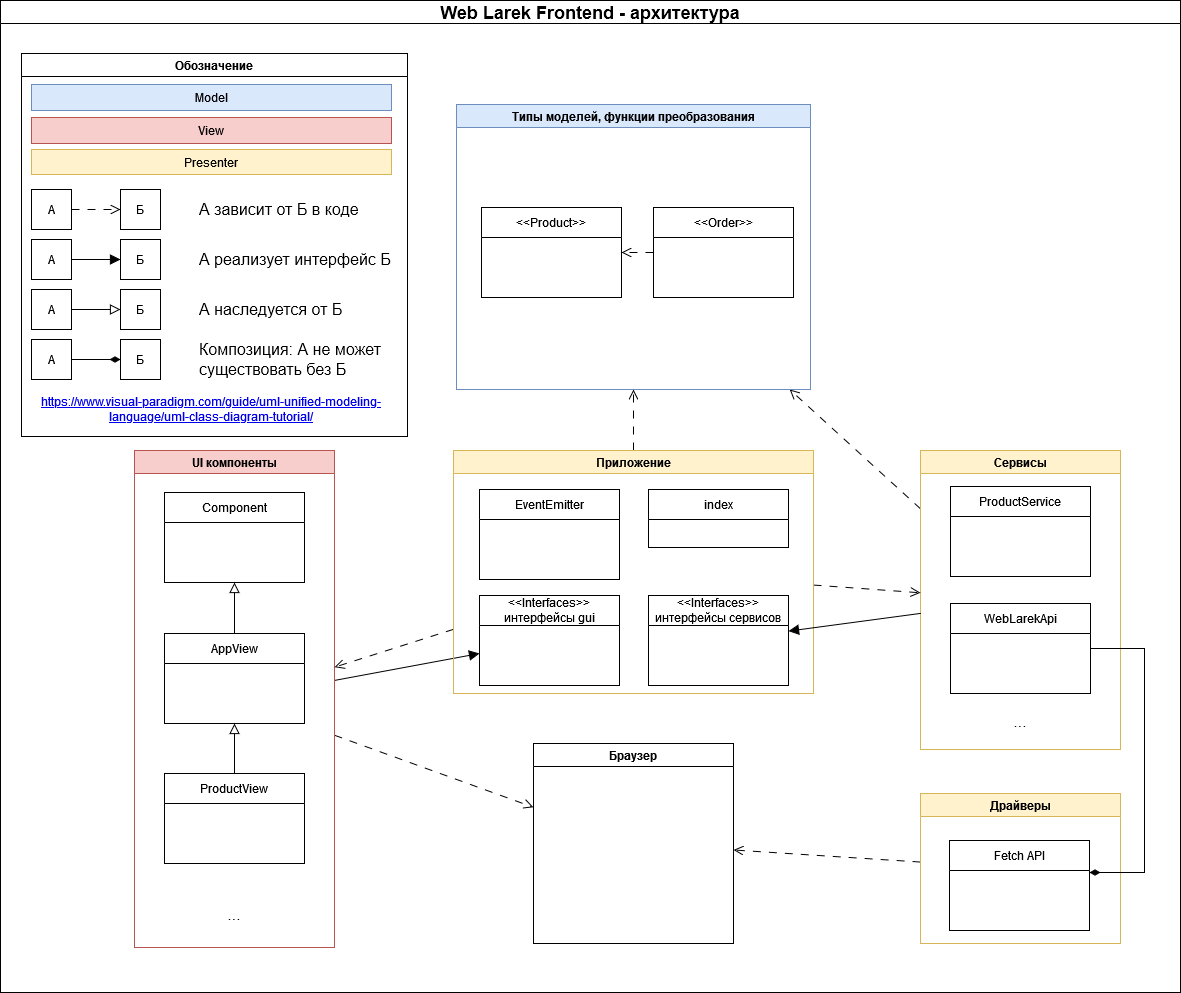 Web Larek Frontend - архитектура
Обозначение
Model
View
Presenter
А
Б
А зависит от Б в коде
А
Б
А реализует интерфейс Б
А
Б
А наследуется от Б
А
Б
Композиция: А не может
существовать без Б
https://www.visual-paradigm.com/guide/uml-unified-modeling-
language/uml-class-diagram-tutorial/
Типы моделей, функции преобразования
<<Product>>
<<Order>>
UI компоненты
Component
AppView
ProductView
...
Приложение
EventEmitter
index
<<Interfaces>>
интерфейсы gui
<<Interfaces>>
интерфейсы сервисов
Сервисы
ProductService
WebLarekApi
...
Браузер
Драйверы
Fetch API